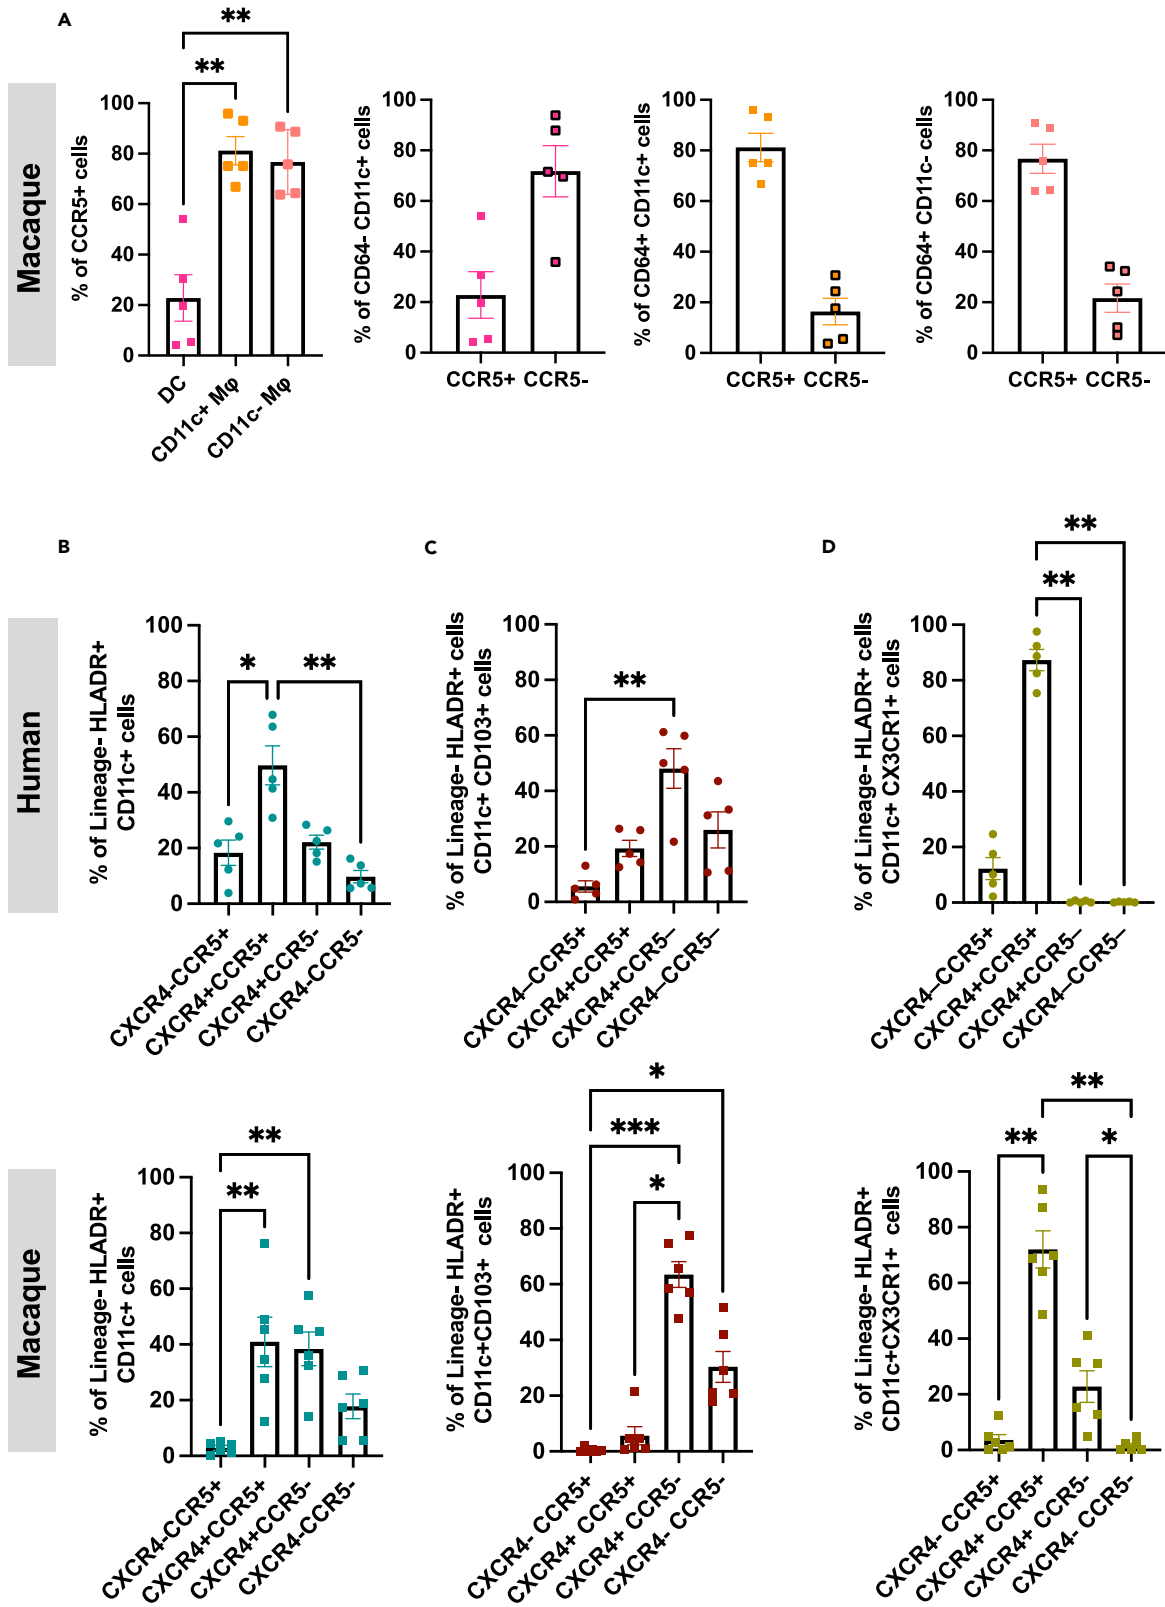 A
Macaque
% of CCR5+ cells
100
80
60
40
20
0
**
**
DC
CD11c+ Mφ
CD11c- Mφ
% of CD64- CD11c+ cells
100
80
60
40
20
0
CCR5+ CCR5-
% of CD64+ CD11c+ cells
100
80
60
40
20
0
CCR5+ CCR5-
% of CD64+ CD11c- cells
100
80
60
40
20
0
CCR5+ CCR5-
Human
B
% of Lineage- HLADR+
CD11c+ cells
100
80
60
40
20
0
*
**
CXCR4-CCR5+
CXCR4+CCR5+
CXCR4+CCR5-
CXCR4-CCR5-
C
% of Lineage- HLADR+ cells
CD11c+ CD103+ cells
100
80
60
40
20
0
**
CXCR4–CCR5+
CXCR4+CCR5+
CXCR4+CCR5–
CXCR4–CCR5–
D
% of Lineage- HLADR+ cells
CD11c+ CX3CR1+ cells
100
80
60
40
20
0
**
**
CXCR4–CCR5+
CXCR4+CCR5+
CXCR4+CCR5–
CXCR4–CCR5–
Macaque
% of Lineage- HLADR+
CD11c+ cells
100
80
60
40
20
0
**
**
CXCR4-CCR5+
CXCR4+CCR5+
CXCR4+CCR5-
CXCR4-CCR5-
% of Lineage- HLADR+
CD11c+CD103+ cells
100
80
60
40
20
0
*
***
*
CXCR4- CCR5+
CXCR4+ CCR5+
CXCR4+ CCR5-
CXCR4- CCR5-
% of Lineage- HLADR+
CD11c+CX3CR1+ cells
100
80
60
40
20
0
**
**
*
CXCR4- CCR5+
CXCR4+ CCR5+
CXCR4+ CCR5-
CXCR4- CCR5-